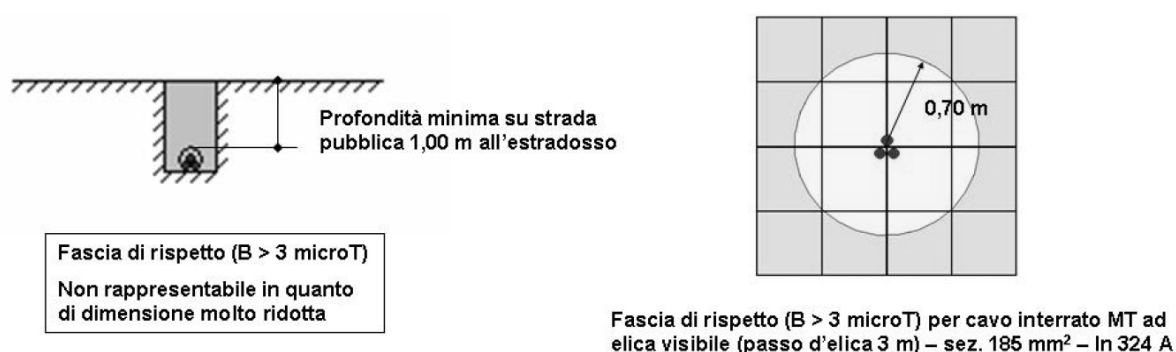 Profondità minima su strada
pubblica 1,00 m all'estradosso
Fascia di rispetto (B > 3 microT)
Non rappresentabile in quanto
di dimensione molto ridotta
0,70 m
Fascia di rispetto (B > 3 microT) per cavo interrato MT ad
elica visibile (passo d'elica 3 m) – sez. 185 mm² – In 324 A